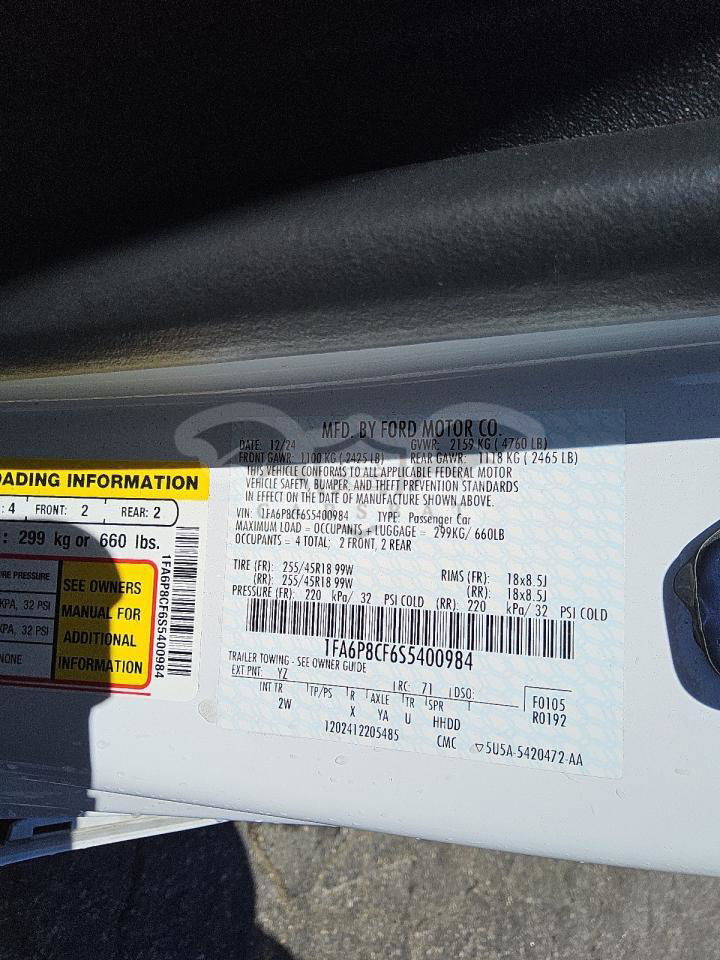 MFD. BY FORD MOTOR CO.
DATE: 12/24 GVWR: 2159 KG ( 4760 LB)
FRONT GAWR: 1100 KG ( 2425 LB) REAR GAWR: 1118 KG ( 2465 LB)
THIS VEHICLE CONFORMS TO ALL APPLICABLE FEDERAL MOTOR
VEHICLE SAFETY, BUMPER, AND THEFT PREVENTION STANDARDS
IN EFFECT ON THE DATE OF MANUFACTURE SHOWN ABOVE.
VIN: 1FA6P8CF6S5400984 TYPE: Passenger Car
MAXIMUM LOAD = OCCUPANTS + LUGGAGE = 299KG/ 660LB
OCCUPANTS = 4 TOTAL; 2 FRONT, 2 REAR
TIRE (FR): 255/45R18 99W RIMS (FR): 18x8.5J
(RR): 255/45R18 99W (RR): 18x8.5J
PRESSURE (FR): 220 kPa/ 32 PSI COLD (RR): 220 kPa/ 32 PSI COLD
1FA6P8CF6S5400984
TRAILER TOWING - SEE OWNER GUIDE
EXT PNT: YZ RC: 71 DSO: F0105
INT TR TP/PS R AXLE TR SPR R0192
2W X YA U HHDD
1202412205485 CMC ▽5U5A-5420472-AA
OADING INFORMATION
: 4 FRONT: 2 REAR: 2
: 299 kg or 660 lbs.
URE PRESSURE
KPA, 32 PSI
KPA, 32 PSI
NONE
SEE OWNERS
MANUAL FOR
ADDITIONAL
INFORMATION
1FA6P8CF6S5400984